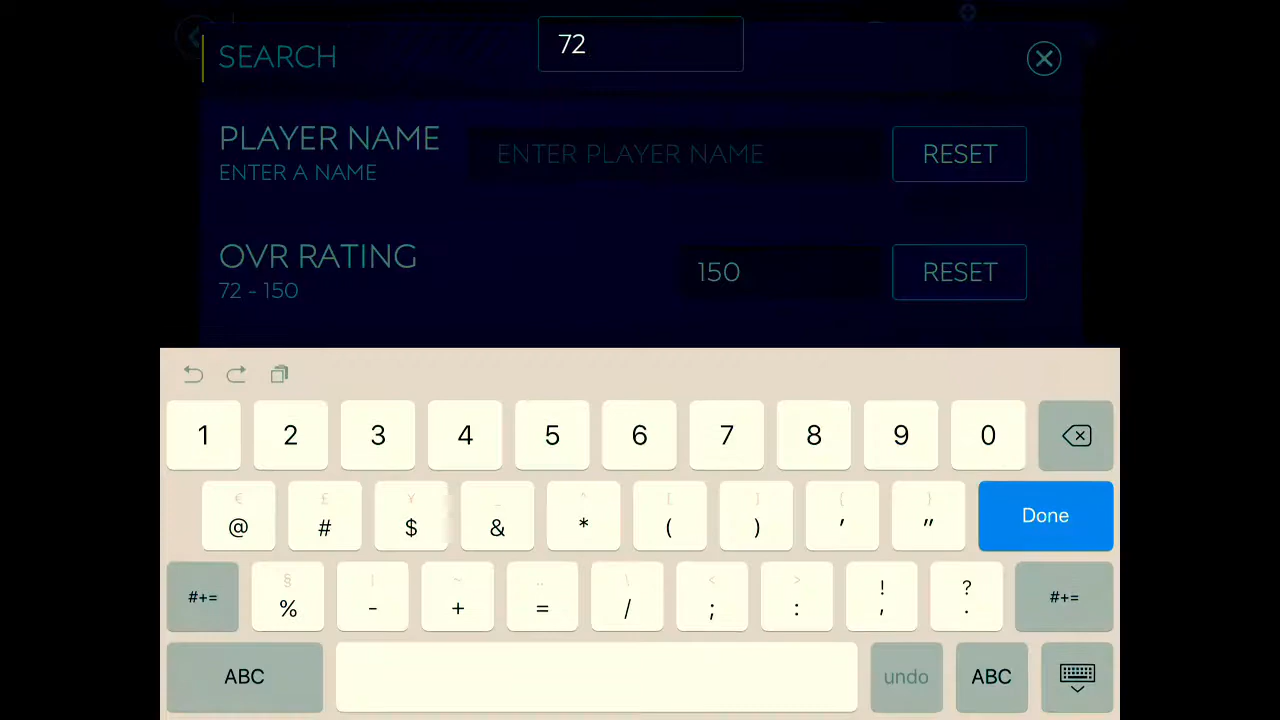 72
SEARCH
PLAYER NAME
ENTER A NAME
ENTER PLAYER NAME
RESET
OVR RATING
72 - 150
150
RESET
1 2 3 4 5 6 7 8 9 0
€ £ ¥ _ ^ [ ] { }
@ # $ & * ( ) ' "
Done
§ | ~ … \ < > ! ?
#+= % - + = / ; : , . #+=
ABC undo ABC